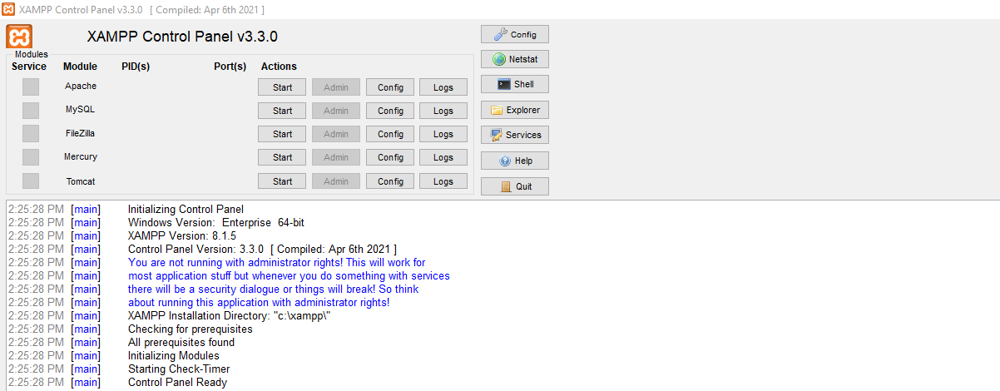 XAMPP Control Panel v3.3.0 [ Compiled: Apr 6th 2021 ]
XAMPP Control Panel v3.3.0
Modules
Service Module PID(s) Port(s) Actions
Apache Start Admin Config Logs
MySQL Start Admin Config Logs
FileZilla Start Admin Config Logs
Mercury Start Admin Config Logs
Tomcat Start Admin Config Logs
Config
Netstat
Shell
Explorer
Services
Help
Quit
2:25:28 PM [main] Initializing Control Panel
2:25:28 PM [main] Windows Version: Enterprise 64-bit
2:25:28 PM [main] XAMPP Version: 8.1.5
2:25:28 PM [main] Control Panel Version: 3.3.0 [ Compiled: Apr 6th 2021 ]
2:25:28 PM [main] You are not running with administrator rights! This will work for
2:25:28 PM [main] most application stuff but whenever you do something with services
2:25:28 PM [main] there will be a security dialogue or things will break! So think
2:25:28 PM [main] about running this application with administrator rights!
2:25:28 PM [main] XAMPP Installation Directory: "c:\xampp\"
2:25:28 PM [main] Checking for prerequisites
2:25:28 PM [main] All prerequisites found
2:25:28 PM [main] Initializing Modules
2:25:28 PM [main] Starting Check-Timer
2:25:28 PM [main] Control Panel Ready